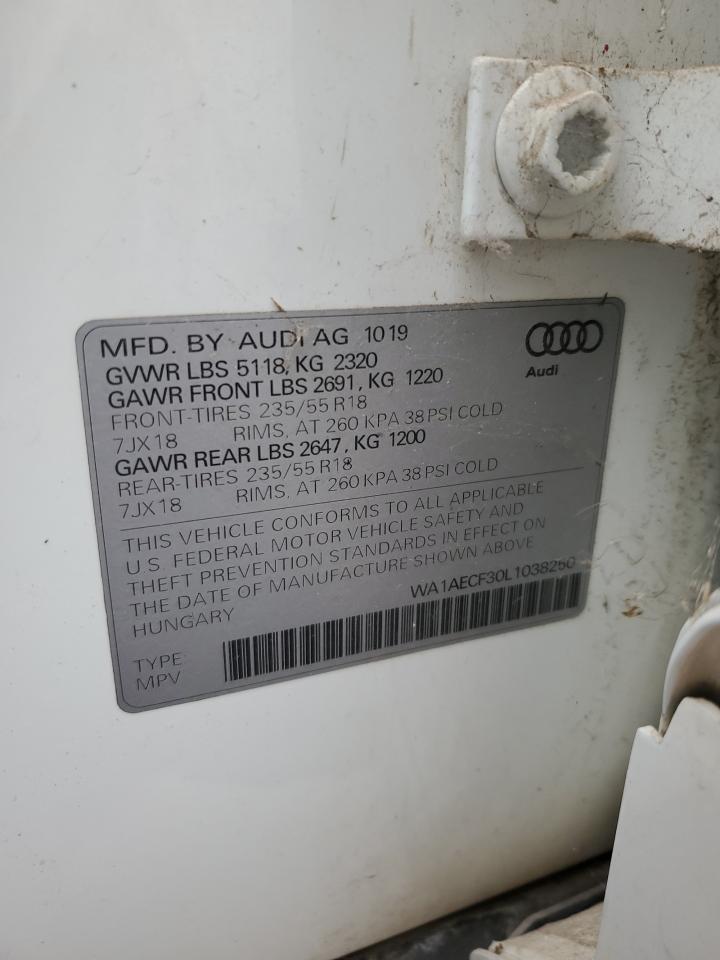 MFD. BY AUDI AG 10 19
GVWR LBS 5118, KG 2320
GAWR FRONT LBS 2691, KG 1220
FRONT-TIRES 235/55 R18
7JX18 RIMS, AT 260 KPA 38 PSI COLD
GAWR REAR LBS 2647, KG 1200
REAR-TIRES 235/55 R18
7JX18 RIMS, AT 260 KPA 38 PSI COLD
Audi
THIS VEHICLE CONFORMS TO ALL APPLICABLE
U.S. FEDERAL MOTOR VEHICLE SAFETY AND
THEFT PREVENTION STANDARDS IN EFFECT ON
THE DATE OF MANUFACTURE SHOWN ABOVE
HUNGARY WA1AECF30L1038250
TYPE:
MPV